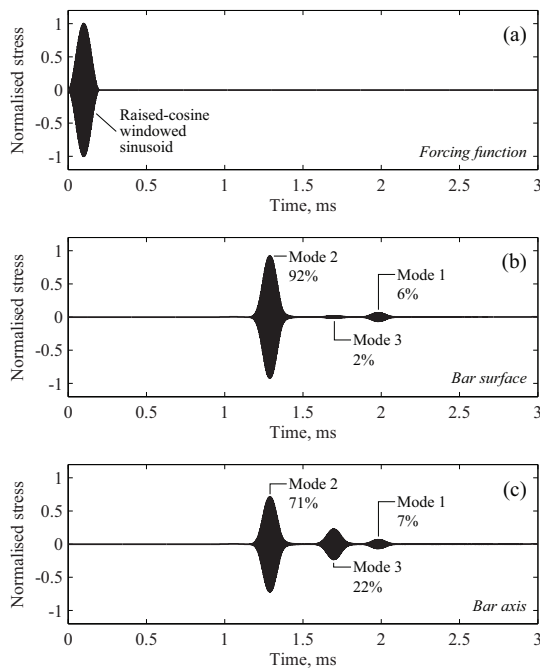 1
0.5
0
-0.5
-1
Normalised stress
(a)
Raised-cosine
windowed
sinusoid
Forcing function
0 0.5 1 1.5 2 2.5 3
Time, ms
1
0.5
0
-0.5
-1
Normalised stress
(b)
Mode 2
92%
Mode 1
6%
Mode 3
2%
Bar surface
0 0.5 1 1.5 2 2.5 3
Time, ms
1
0.5
0
-0.5
-1
Normalised stress
(c)
Mode 2
71%
Mode 1
7%
Mode 3
22%
Bar axis
0 0.5 1 1.5 2 2.5 3
Time, ms